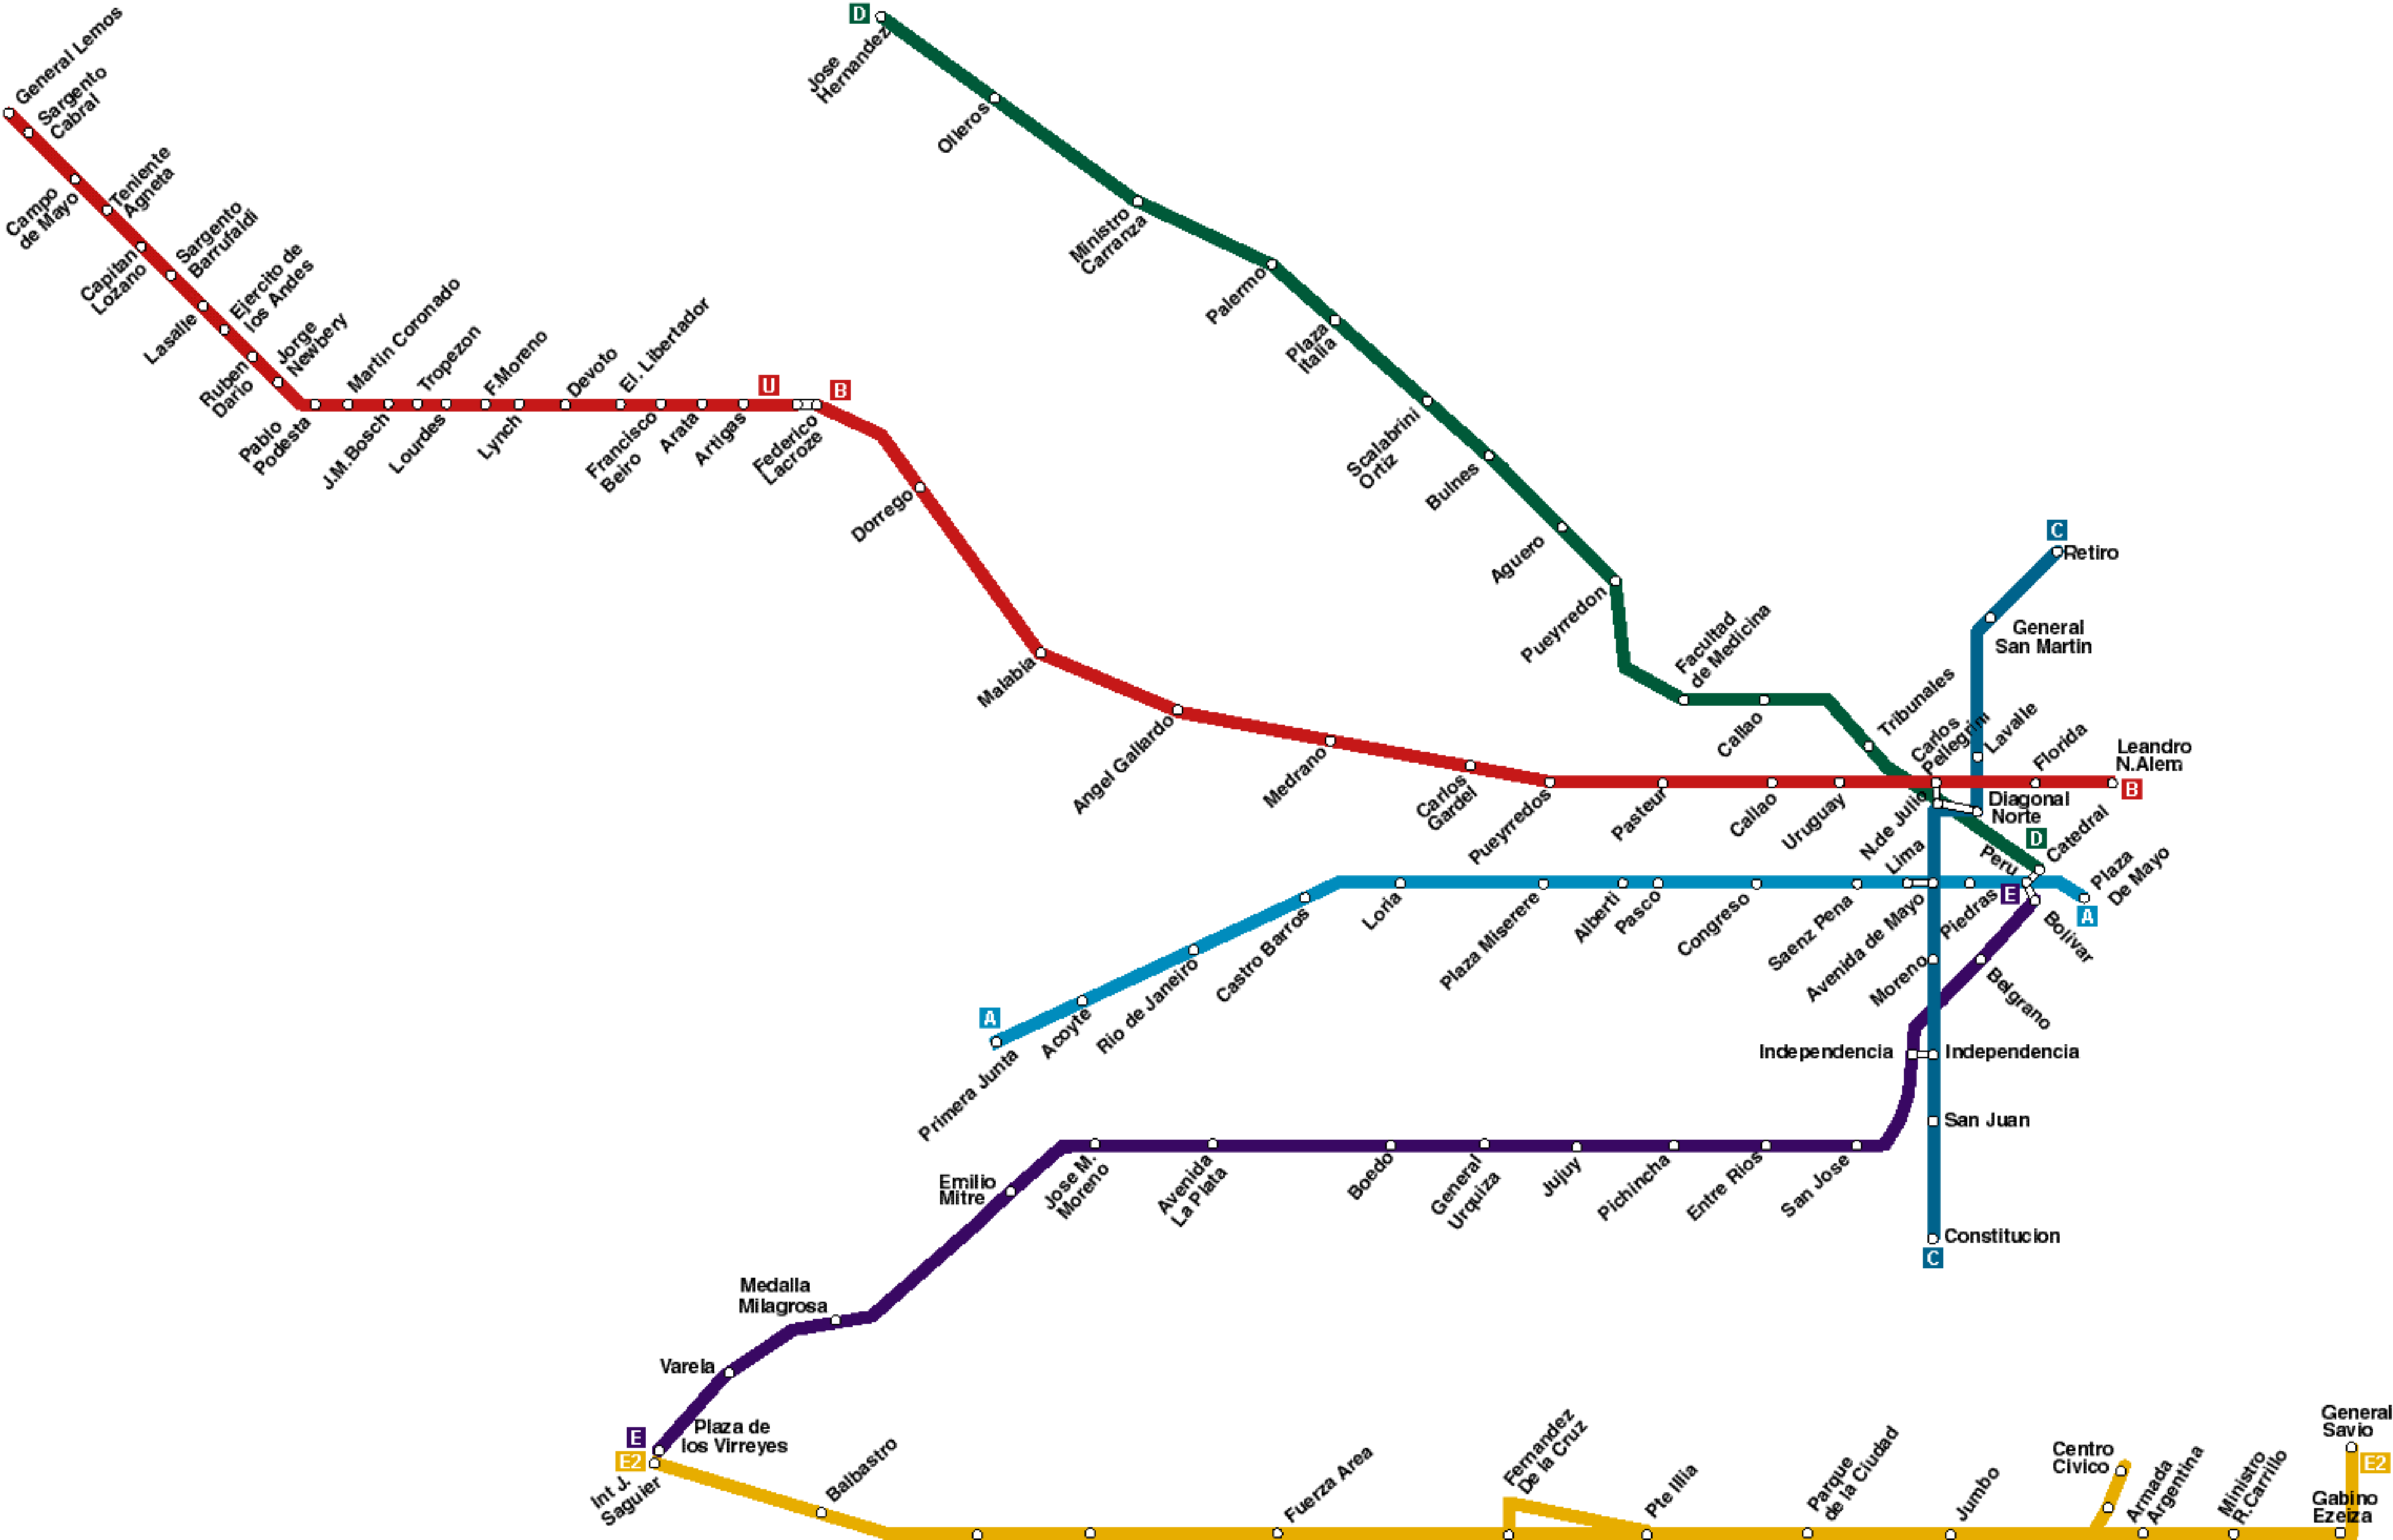 D
General Lemos
Sargento
Cabral
Jose
Hernandez
Olleros
Campo
de Mayo
Teniente
Agneta
Capitan
Lozano
Sargento
Barrufaldi
Lasalle
Ejercito de
los Andes
Ruben
Dario
Jorge
Newbery
Ministro
Carranza
Palermo
Plaza
Italia
Scalabrini
Ortiz
Bulnes
Aguero
Pueyrredon
Facultad
de Medicina
Callao
Tribunales
Pablo
Podesta
Martin Coronado
J.M.Bosch
Tropezon
Lourdes
F.Moreno
Lynch
Devoto
El. Libertador
Francisco
Beiro
Arata
Artigas
U
B
Federico
Lacroze
Dorrego
Malabia
Angel Gallardo
Medrano
Carlos
Gardel
Pueyrredos
Pasteur
Callao
Uruguay
Carlos
Pellegrini
Florida
Leandro
N.Alem
B
C
Retiro
General
San Martin
Lavalle
Diagonal
Norte
N.de Julio
D
Catedral
Lima
Peru
E
Plaza
De Mayo
A
Bolivar
Piedras
Avenida de Mayo
Saenz Pena
Congreso
Pasco
Alberti
Plaza Miserere
Loria
Castro Barros
Rio de Janeiro
Acoyte
A
Primera Junta
Moreno
Belgrano
Independencia
Independencia
San Juan
Constitucion
C
San Jose
Entre Rios
Pichincha
Jujuy
General
Urquiza
Boedo
Avenida
La Plata
Jose M.
Moreno
Emilio
Mitre
Medalla
Milagrosa
Varela
E
Plaza de
los Virreyes
E2
Int J.
Saguier
Balbastro
Fuerza Area
Fernandez
De la Cruz
Pte Illia
Parque
de la Ciudad
Jumbo
Centro
Civico
Armada
Argentina
Ministro
R.Carrillo
General
Savio
E2
Gabino
Ezeiza